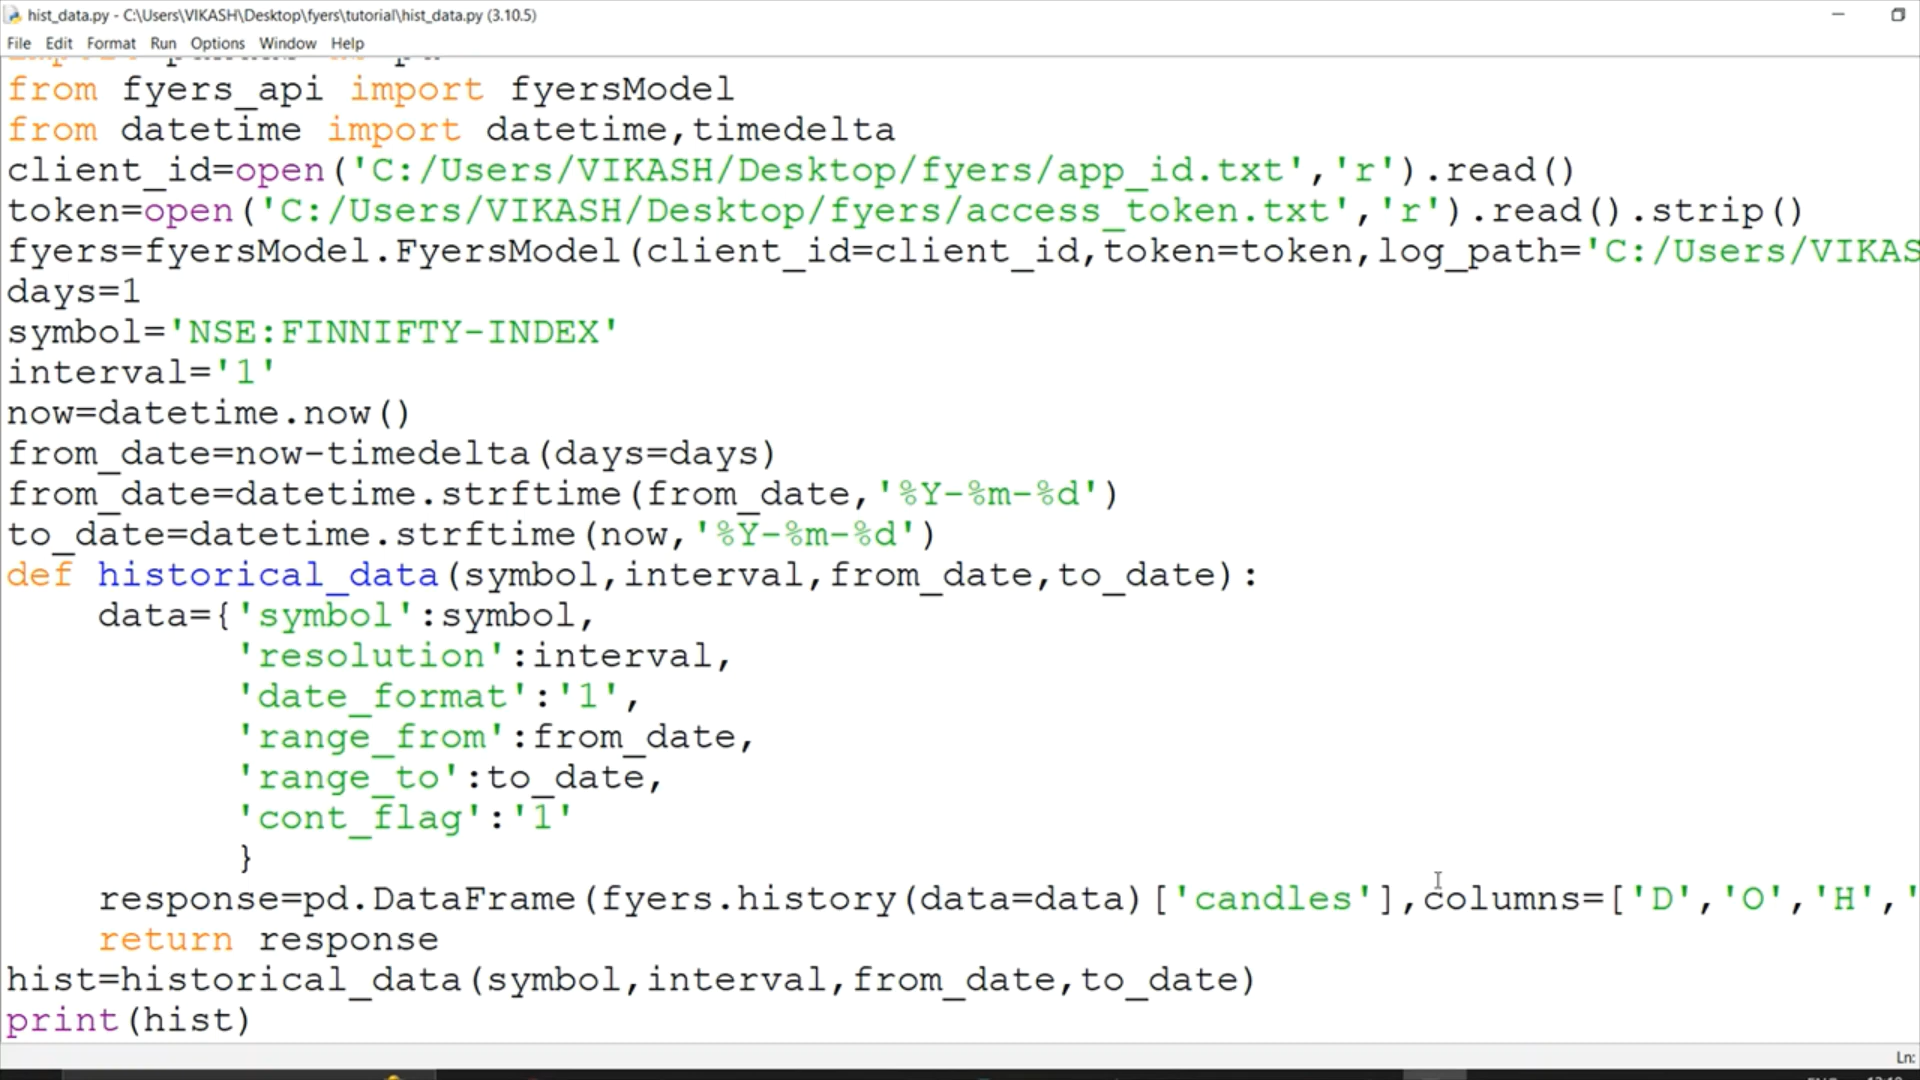 hist_data.py - C:\Users\VIKASH\Desktop\fyers\tutorial\hist_data.py (3.10.5)
File Edit Format Run Options Window Help
from fyers_api import fyersModel
from datetime import datetime,timedelta
client_id=open('C:/Users/VIKASH/Desktop/fyers/app_id.txt','r').read()
token=open('C:/Users/VIKASH/Desktop/fyers/access_token.txt','r').read().strip()
fyers=fyersModel.FyersModel(client_id=client_id,token=token,log_path='C:/Users/VIKAS
days=1
symbol='NSE:FINNIFTY-INDEX'
interval='1'
now=datetime.now()
from_date=now-timedelta(days=days)
from_date=datetime.strftime(from_date,'%Y-%m-%d')
to_date=datetime.strftime(now,'%Y-%m-%d')
def historical_data(symbol,interval,from_date,to_date):
    data={'symbol':symbol,
          'resolution':interval,
          'date_format':'1',
          'range_from':from_date,
          'range_to':to_date,
          'cont_flag':'1'
          }
    response=pd.DataFrame(fyers.history(data=data)['candles'],columns=['D','O','H','
    return response
hist=historical_data(symbol,interval,from_date,to_date)
print(hist)
Ln: